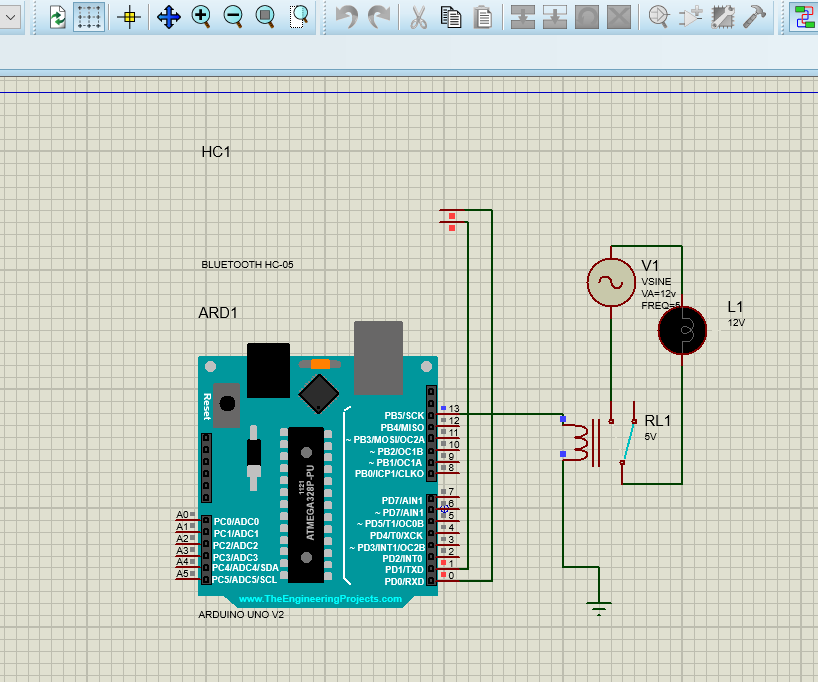 HC1
BLUETOOTH HC-05
ARD1
V1
VSINE
VA=12v
FREQ=5
L1
12V
RL1
5V
Reset
1121
ATMEGA328P-PU
PB5/SCK 13
PB4/MISO 12
~ PB3/MOSI/OC2A 11
~ PB2/OC1B 10
~ PB1/OC1A 9
PB0/ICP1/CLKO 8
PD7/AIN1 7
~ PD7/AIN1 6
~ PD5/T1/OC0B 5
PD4/T0/XCK 4
~ PD3/INT1/OC2B 3
PD2/INT0 2
PD1/TXD 1
PD0/RXD 0
A0 PC0/ADC0
A1 PC1/ADC1
A2 PC2/ADC2
A3 PC3/ADC3
A4 PC4/ADC4/SDA
A5 PC5/ADC5/SCL
www.TheEngineeringProjects.com
ARDUINO UNO V2